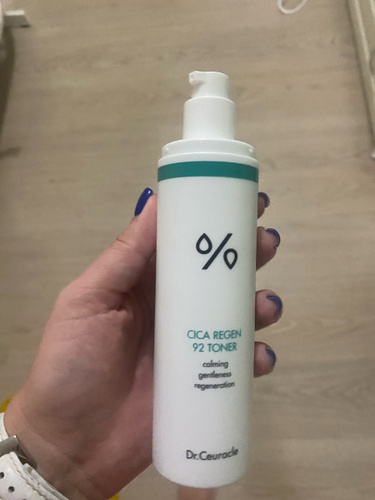 CICA REGEN
92 TONER
calming
gentleness
regeneration
Dr.Ceuracle